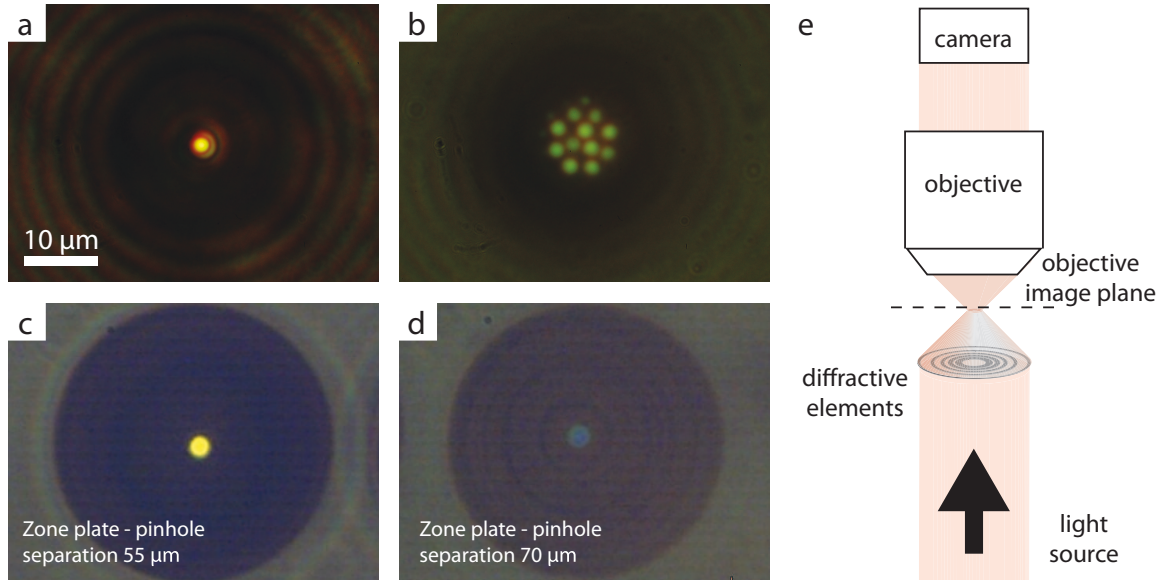 a
b
e
camera
10 µm
objective
objective
image plane
c
d
diffractive
elements
Zone plate - pinhole
separation 55 µm
Zone plate - pinhole
separation 70 µm
light
source